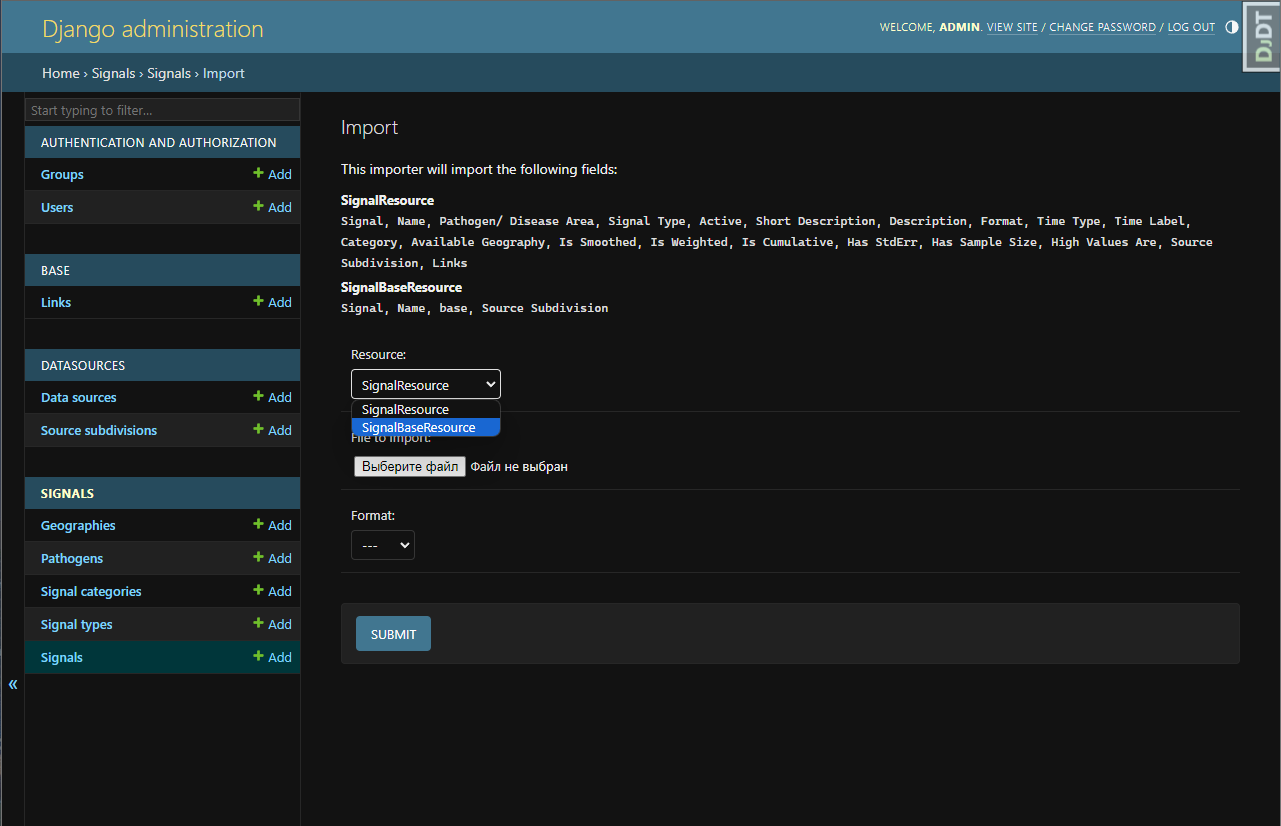 Django administration
WELCOME, ADMIN. VIEW SITE / CHANGE PASSWORD / LOG OUT
DJDT
Home › Signals › Signals › Import
Start typing to filter...
AUTHENTICATION AND AUTHORIZATION
Groups + Add
Users + Add
BASE
Links + Add
DATASOURCES
Data sources + Add
Source subdivisions + Add
SIGNALS
Geographies + Add
Pathogens + Add
Signal categories + Add
Signal types + Add
Signals + Add
«
Import
This importer will import the following fields:
SignalResource
Signal, Name, Pathogen/ Disease Area, Signal Type, Active, Short Description, Description, Format, Time Type, Time Label,
Category, Available Geography, Is Smoothed, Is Weighted, Is Cumulative, Has StdErr, Has Sample Size, High Values Are, Source
Subdivision, Links
SignalBaseResource
Signal, Name, base, Source Subdivision
Resource:
SignalResource
SignalResource
SignalBaseResource
File to import:
Выберите файл Файл не выбран
Format:
---
SUBMIT